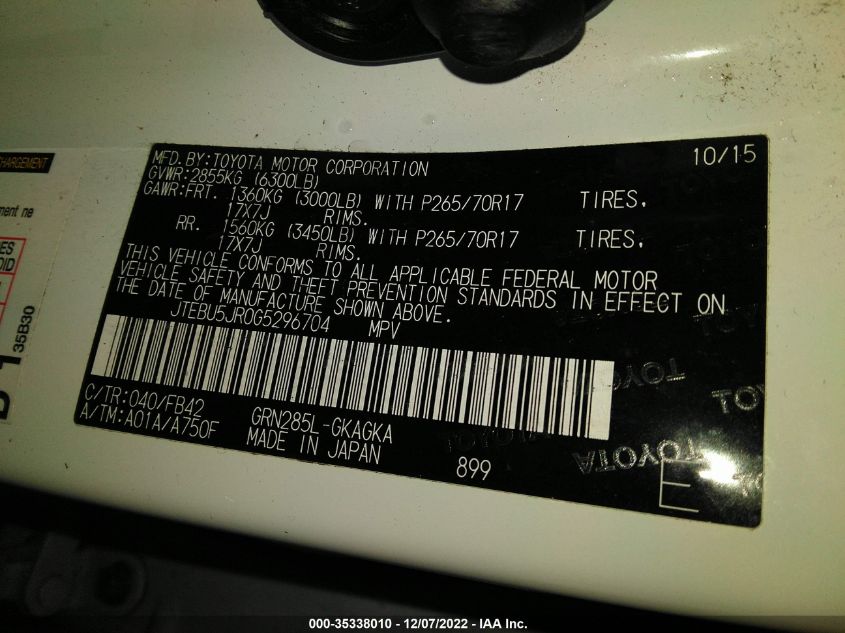 MFD. BY: TOYOTA MOTOR CORPORATION 10/15
GVWR: 2855KG (6300LB)
GAWR: FRT. 1360KG (3000LB) WITH P265/70R17 TIRES.
17X7J RIMS.
RR. 1560KG (3450LB) WITH P265/70R17 TIRES.
17X7J RIMS.
THIS VEHICLE CONFORMS TO ALL APPLICABLE FEDERAL MOTOR
VEHICLE SAFETY AND THEFT PREVENTION STANDARDS IN EFFECT ON
THE DATE OF MANUFACTURE SHOWN ABOVE.
JTEBU5JR0G5296704 MPV
C/TR: 040/FB42 GRN285L-GKAGKA
A/TM: A01A/A750F MADE IN JAPAN 899
E
TOYOTA
TOYOTA
35B30
000-35338010 - 12/07/2022 - IAA Inc.